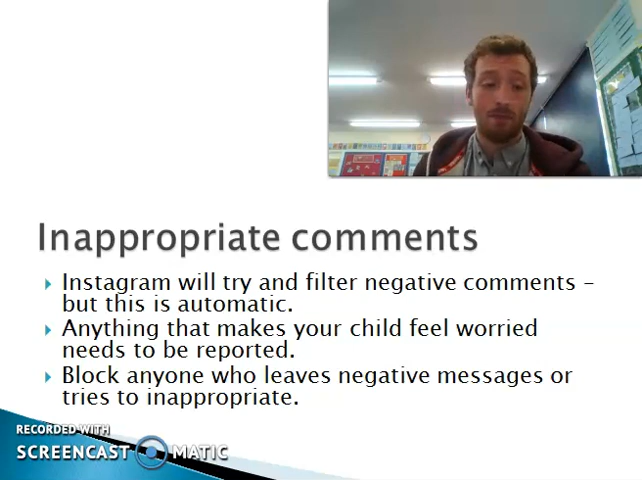 Inappropriate comments
Instagram will try and filter negative comments –
but this is automatic.
Anything that makes your child feel worried
needs to be reported.
Block anyone who leaves negative messages or
tries to inappropriate.
RECORDED WITH
SCREENCAST MATIC